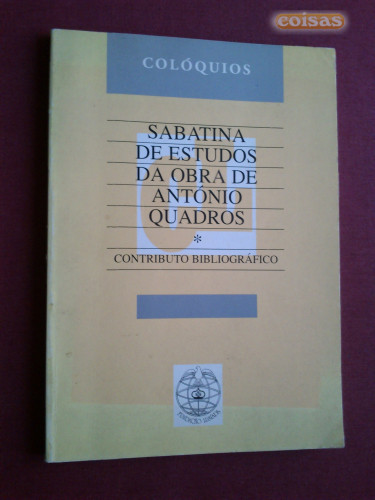 coisas
COLÓQUIOS
SABATINA
DE ESTUDOS
DA OBRA DE
ANTÓNIO
QUADROS
*
CONTRIBUTO BIBLIOGRÁFICO